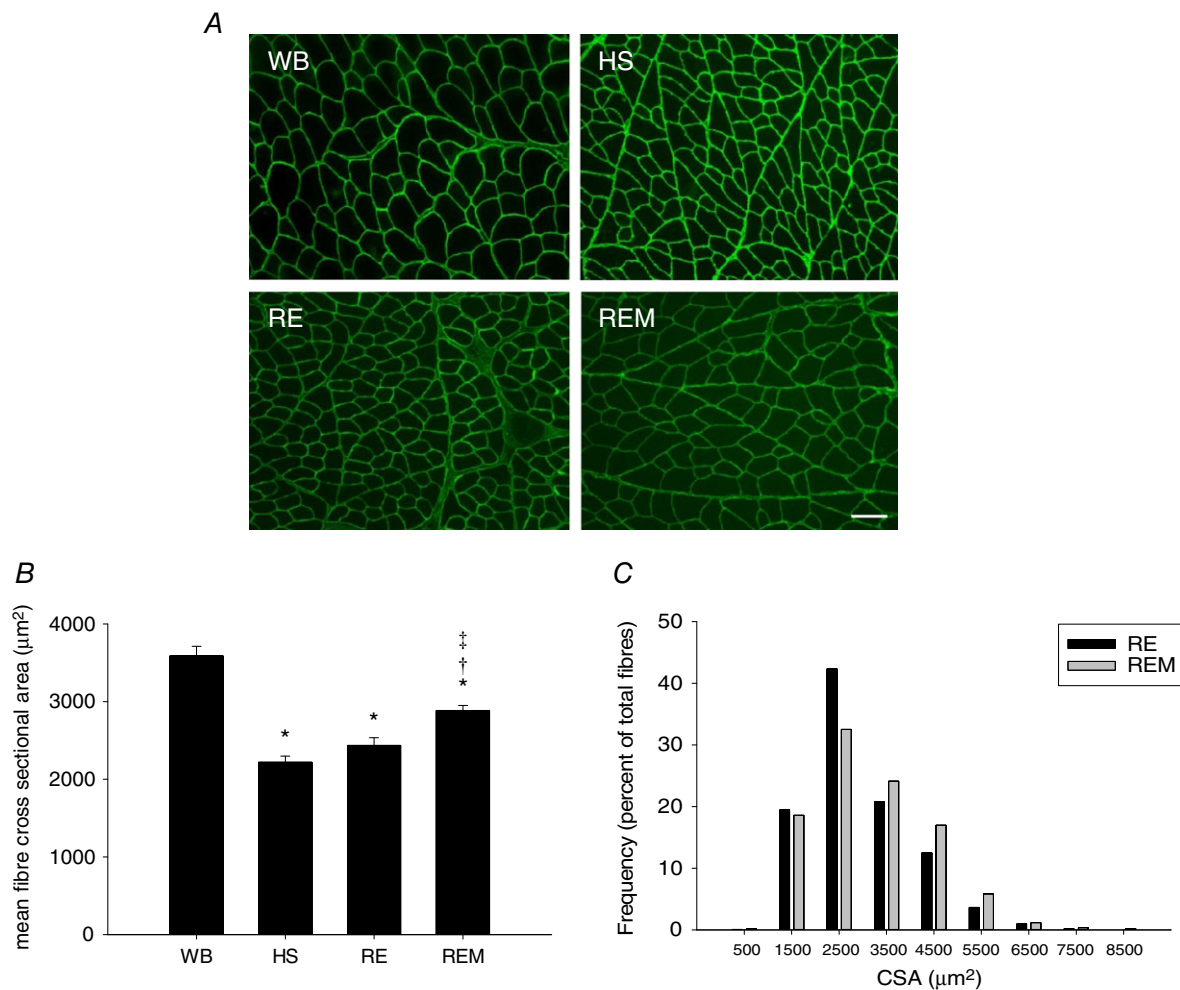 A
WB
HS
RE
REM
B
mean fibre cross sectional area (μm²)
4000
3000
2000
1000
0
*
*
‡
†
*
WB
HS
RE
REM
C
Frequency (percent of total fibres)
50
40
30
20
10
0
RE
REM
500
1500
2500
3500
4500
5500
6500
7500
8500
CSA (μm²)